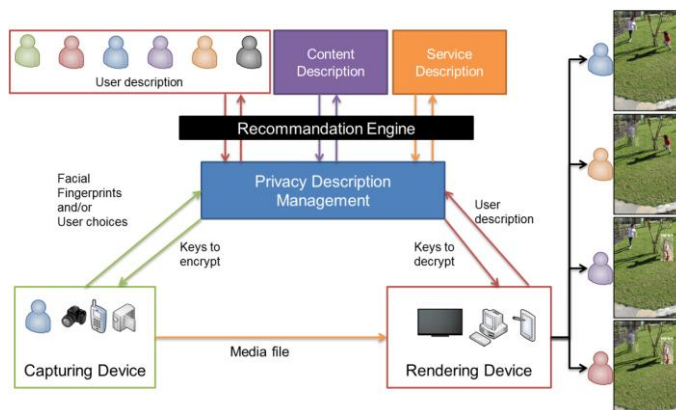 User description
Content
Description
Service
Description
Recommandation Engine
Privacy Description
Management
Facial
Fingerprints
and/or
User choices
Keys to
encrypt
Keys to
decrypt
User
description
Capturing Device
Media file
Rendering Device